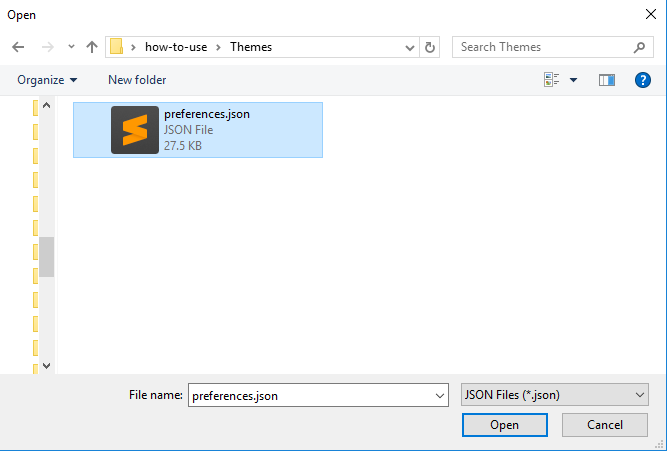 Open
how-to-use Themes
Search Themes
Organize
New folder
preferences.json
JSON File
27.5 KB
File name: preferences.json
JSON Files (*.json)
Open
Cancel